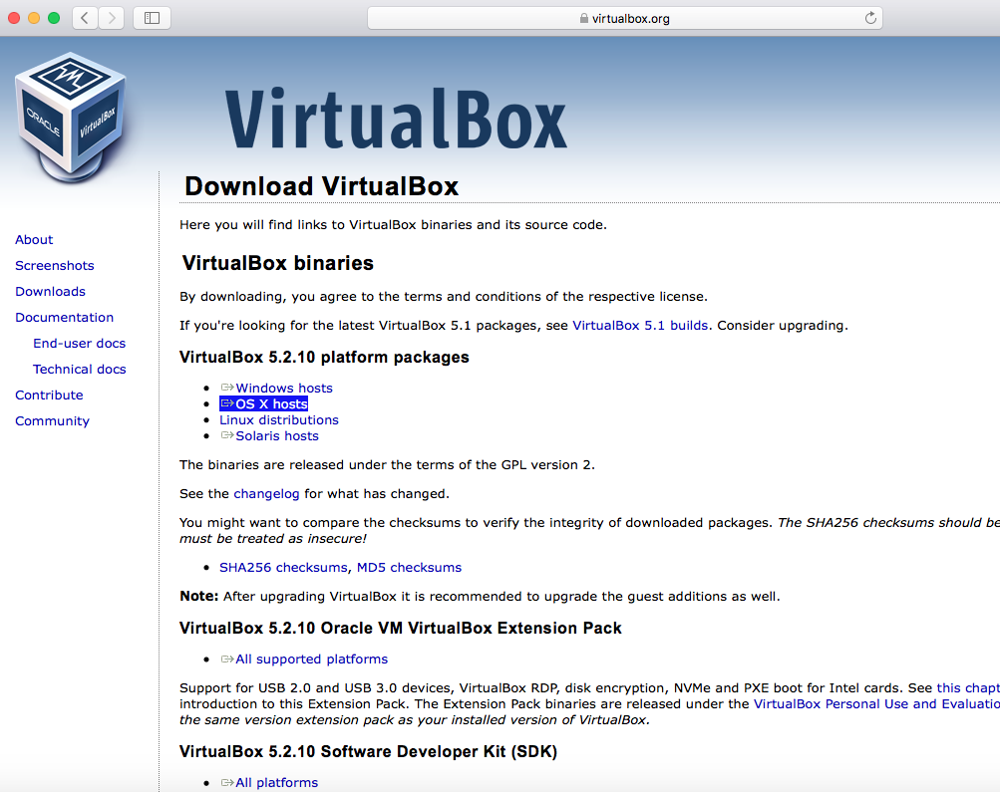 virtualbox.org
ORACLE
VirtualBox
VirtualBox
Download VirtualBox
Here you will find links to VirtualBox binaries and its source code.
About
Screenshots
Downloads
Documentation
End-user docs
Technical docs
Contribute
Community
VirtualBox binaries
By downloading, you agree to the terms and conditions of the respective license.
If you're looking for the latest VirtualBox 5.1 packages, see VirtualBox 5.1 builds. Consider upgrading.
VirtualBox 5.2.10 platform packages
Windows hosts
OS X hosts
Linux distributions
Solaris hosts
The binaries are released under the terms of the GPL version 2.
See the changelog for what has changed.
You might want to compare the checksums to verify the integrity of downloaded packages. The SHA256 checksums should be
must be treated as insecure!
SHA256 checksums, MD5 checksums
Note: After upgrading VirtualBox it is recommended to upgrade the guest additions as well.
VirtualBox 5.2.10 Oracle VM VirtualBox Extension Pack
All supported platforms
Support for USB 2.0 and USB 3.0 devices, VirtualBox RDP, disk encryption, NVMe and PXE boot for Intel cards. See this chapt
introduction to this Extension Pack. The Extension Pack binaries are released under the VirtualBox Personal Use and Evaluatio
the same version extension pack as your installed version of VirtualBox.
VirtualBox 5.2.10 Software Developer Kit (SDK)
All platforms